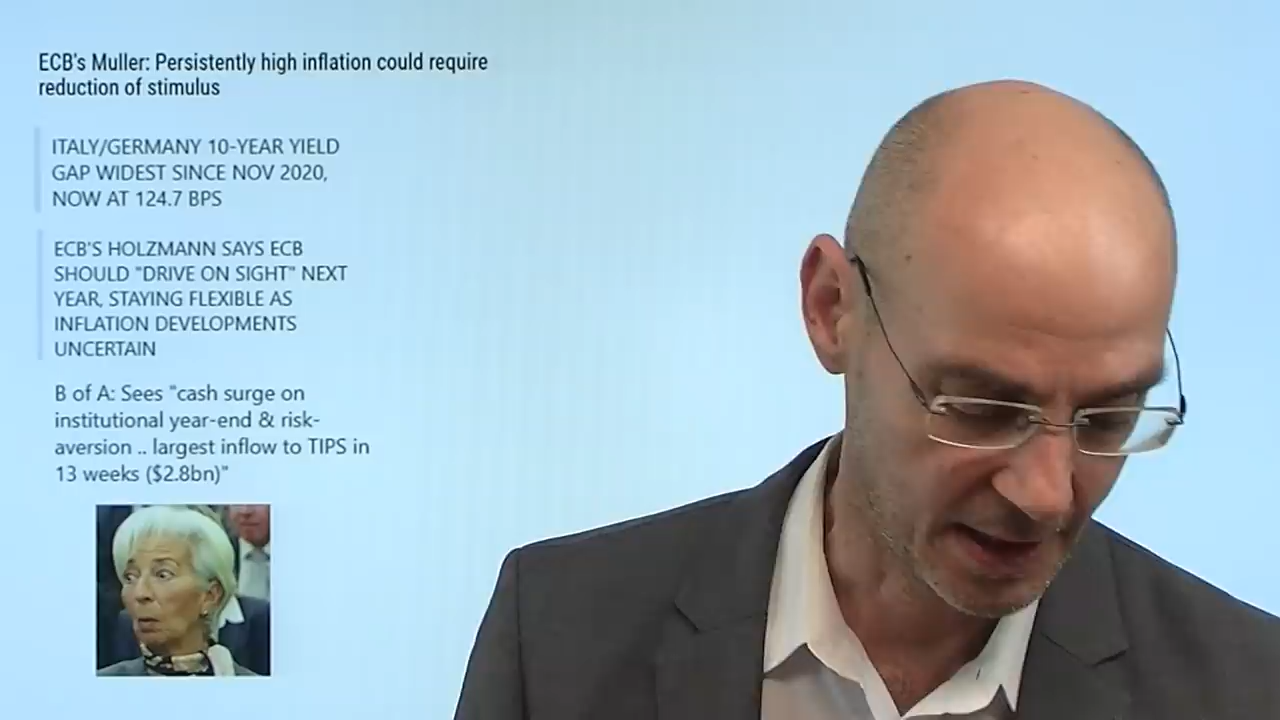 ECB's Muller: Persistently high inflation could require
reduction of stimulus
ITALY/GERMANY 10-YEAR YIELD
GAP WIDEST SINCE NOV 2020,
NOW AT 124.7 BPS
ECB'S HOLZMANN SAYS ECB
SHOULD "DRIVE ON SIGHT" NEXT
YEAR, STAYING FLEXIBLE AS
INFLATION DEVELOPMENTS
UNCERTAIN
B of A: Sees "cash surge on
institutional year-end & risk-
aversion .. largest inflow to TIPS in
13 weeks ($2.8bn)"